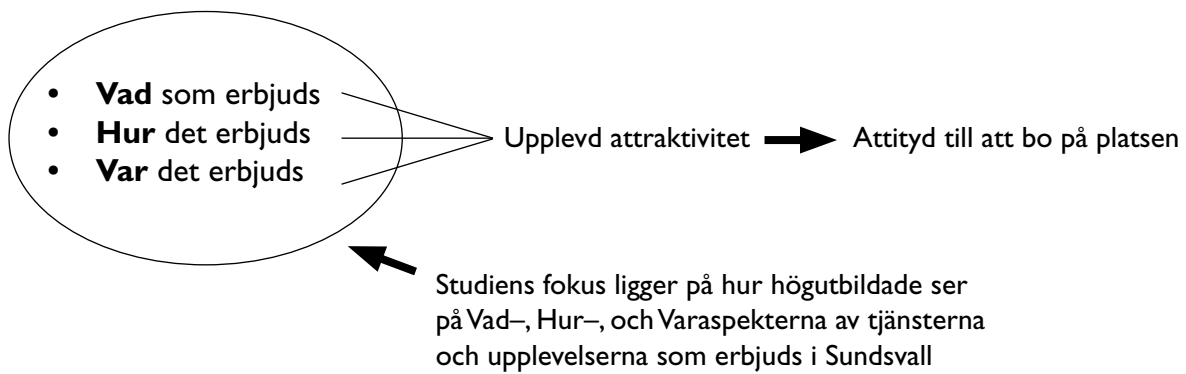 • Vad som erbjuds
• Hur det erbjuds
• Var det erbjuds
Upplevd attraktivitet
Attityd till att bo på platsen
Studiens fokus ligger på hur högutbildade ser
på Vad–, Hur–, och Varaspekterna av tjänsterna
och upplevelserna som erbjuds i Sundsvall